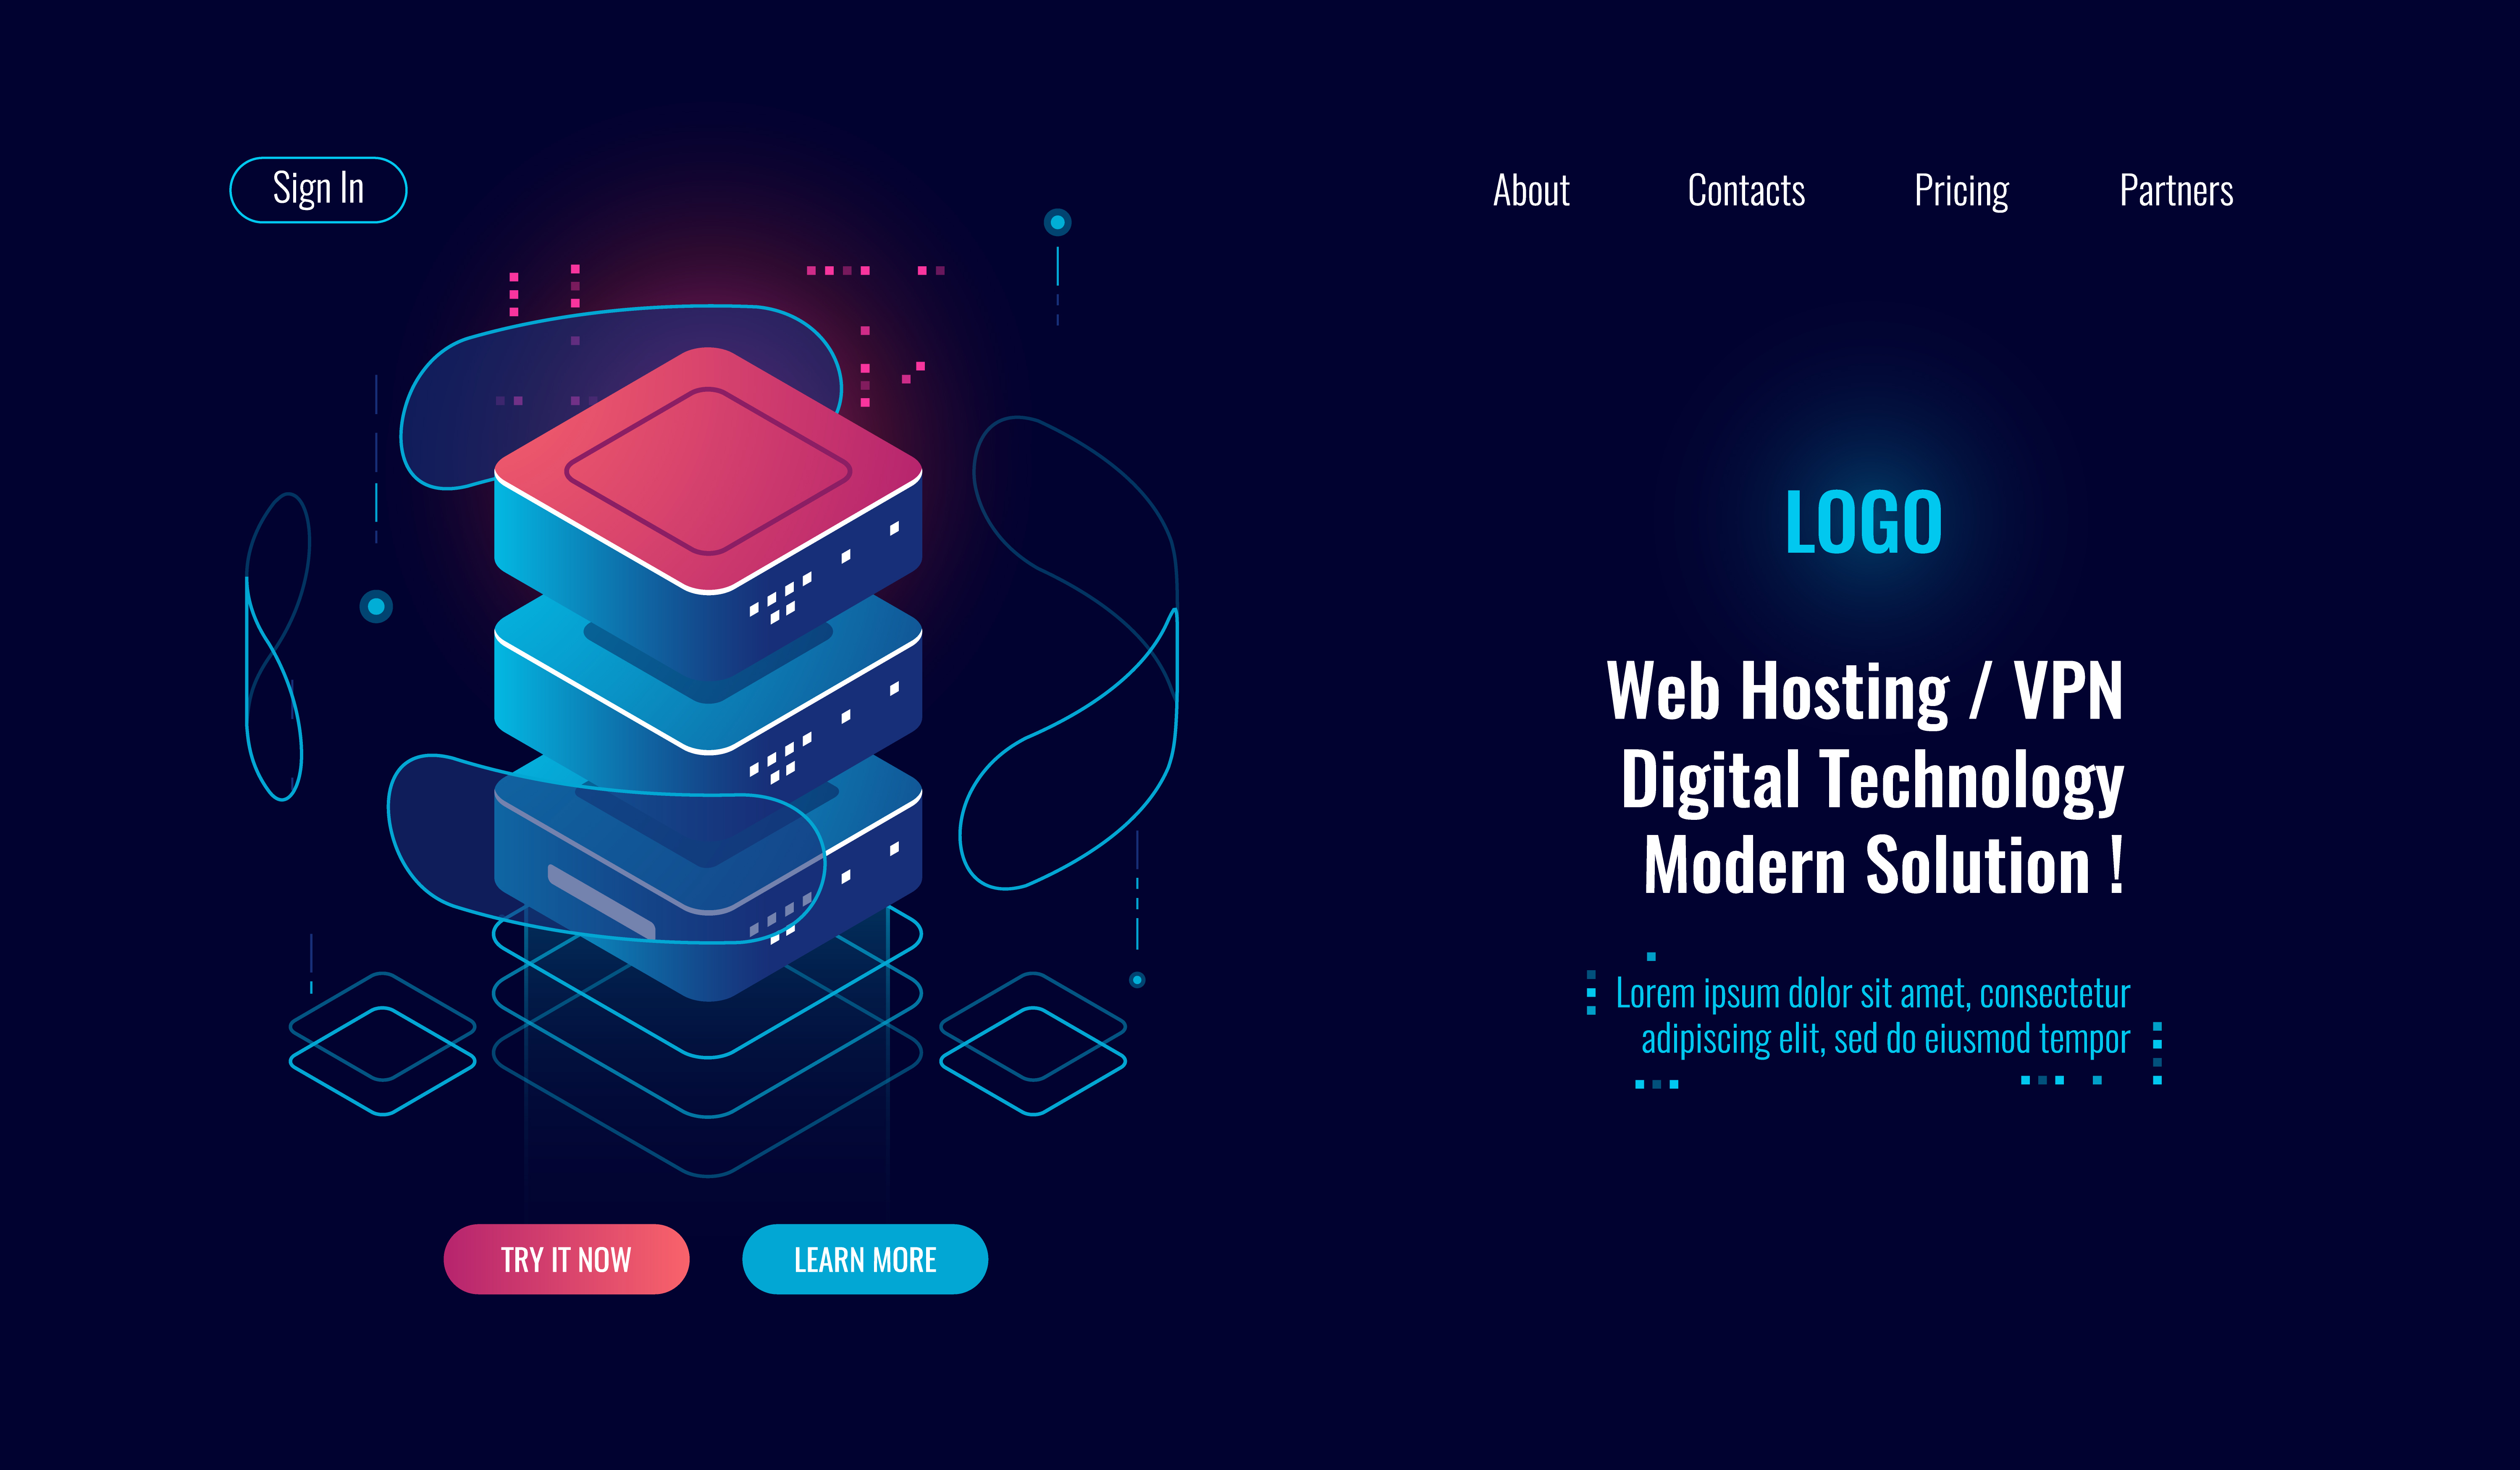 Sign In
About
Contacts
Pricing
Partners
LOGO
Web Hosting / VPN
Digital Technology
Modern Solution !
Lorem ipsum dolor sit amet, consectetur
adipiscing elit, sed do eiusmod tempor
TRY IT NOW
LEARN MORE